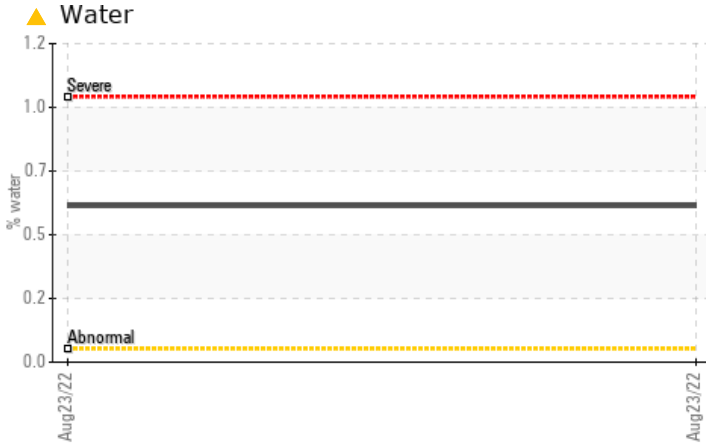 Water
1.2
Severe
1.0
0.7
% water
0.5
0.2
Abnormal
0.0
Aug23/22
Aug23/22